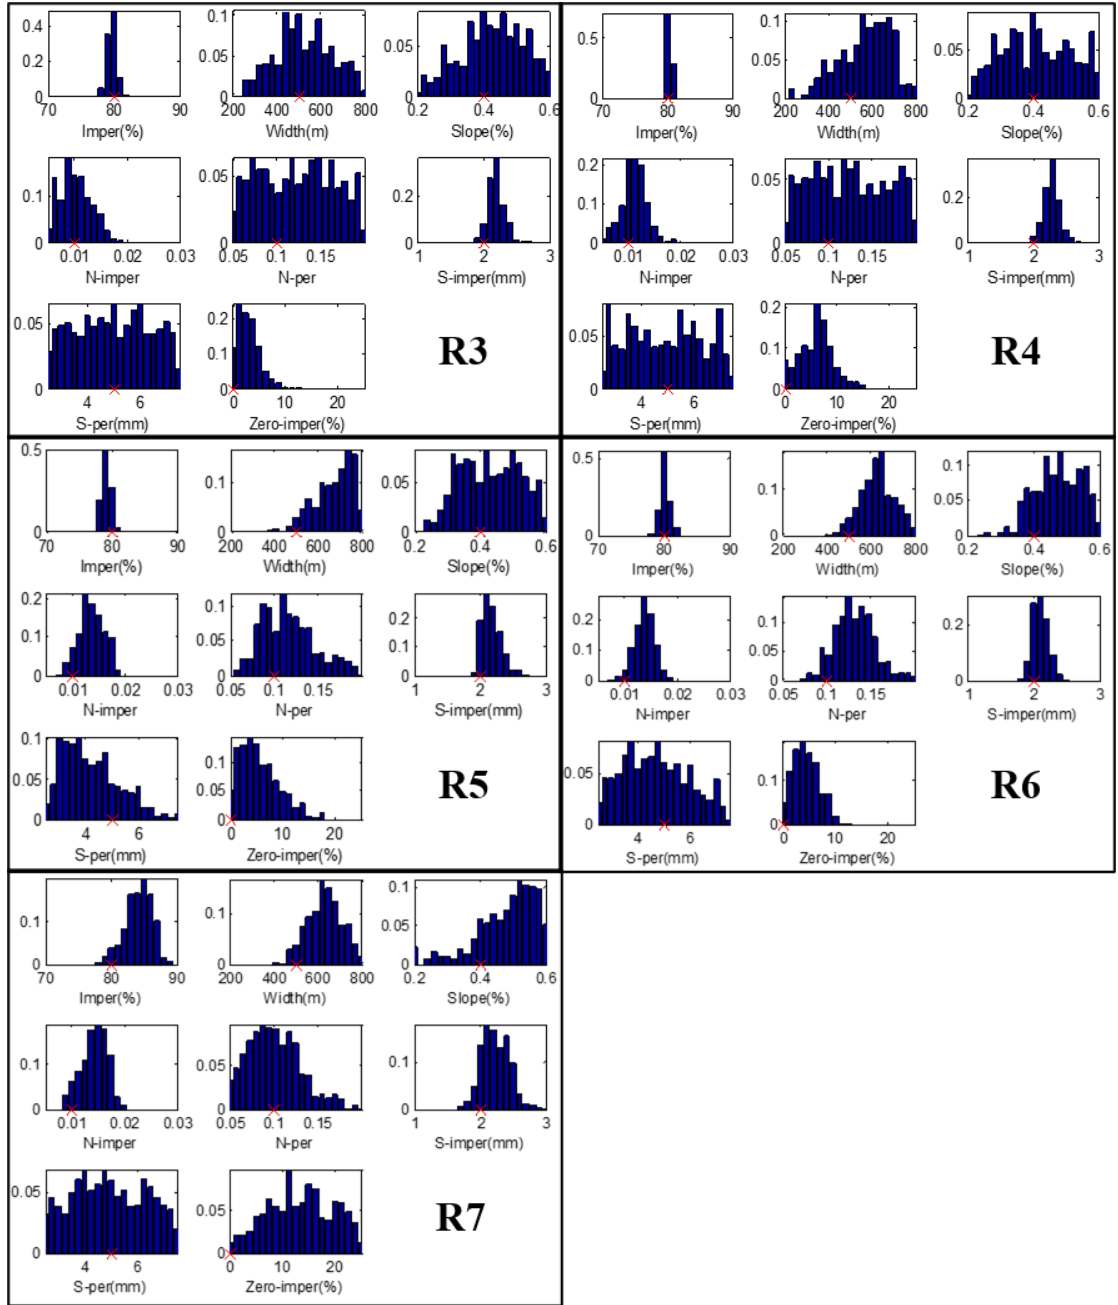 0.4
0.2
0
70 80 90
Imper(%)
0.1
0.05
0
200 400 600 800
Width(m)
0.05
0
0.2 0.4 0.6
Slope(%)
0.1
0
0.01 0.02 0.03
N-imper
0.05
0
0.05 0.1 0.15
N-per
0.2
0
1 2 3
S-imper(mm)
0.05
0
4 6
S-per(mm)
0.2
0.1
0
0 10 20
Zero-imper(%)
R3
0.5
0
70 80 90
Imper(%)
0.1
0.05
0
200 400 600 800
Width(m)
0.05
0
0.2 0.4 0.6
Slope(%)
0.2
0.1
0
0.01 0.02 0.03
N-imper
0.05
0
0.05 0.1 0.15
N-per
0.2
0
1 2 3
S-imper(mm)
0.05
0
4 6
S-per(mm)
0.2
0.1
0
0 10 20
Zero-imper(%)
R4
0.5
0
70 80 90
Imper(%)
0.1
0
200 400 600 800
Width(m)
0.05
0
0.2 0.4 0.6
Slope(%)
0.2
0.1
0
0.01 0.02 0.03
N-imper
0.1
0.05
0
0.05 0.1 0.15
N-per
0.2
0
1 2 3
S-imper(mm)
0.1
0.05
0
4 6
S-per(mm)
0.1
0.05
0
0 10 20
Zero-imper(%)
R5
0.5
0
70 80 90
Imper(%)
0.1
0
200 400 600 800
Width(m)
0.1
0.05
0
0.2 0.4 0.6
Slope(%)
0.2
0
0.01 0.02 0.03
N-imper
0.1
0
0.05 0.1 0.15
N-per
0.2
0
1 2 3
S-imper(mm)
0.05
0
4 6
S-per(mm)
0.1
0
0 10 20
Zero-imper(%)
R6
0.1
0
70 80 90
Imper(%)
0.1
0
200 400 600 800
Width(m)
0.1
0.05
0
0.2 0.4 0.6
Slope(%)
0.1
0
0.01 0.02 0.03
N-imper
0.05
0
0.05 0.1 0.15
N-per
0.1
0
1 2 3
S-imper(mm)
0.05
0
4 6
S-per(mm)
0.05
0
0 10 20
Zero-imper(%)
R7